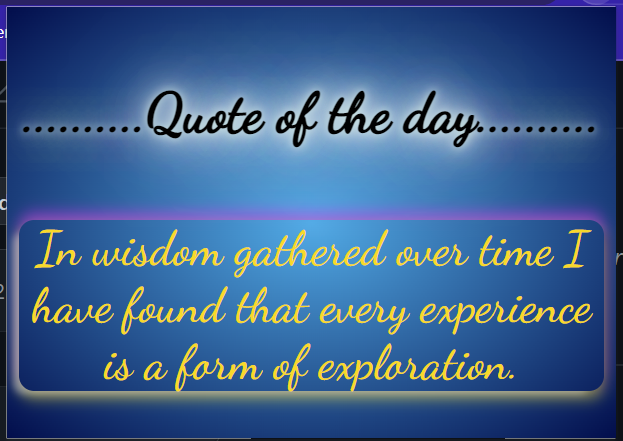 ..........Quote of the day..........
In wisdom gathered over time I
have found that every experience
is a form of exploration.